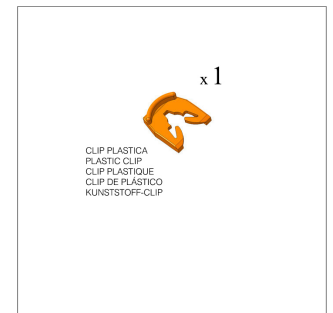 x 1
CLIP PLASTICA
PLASTIC CLIP
CLIP PLASTIQUE
CLIP DE PLÁSTICO
KUNSTSTOFF-CLIP